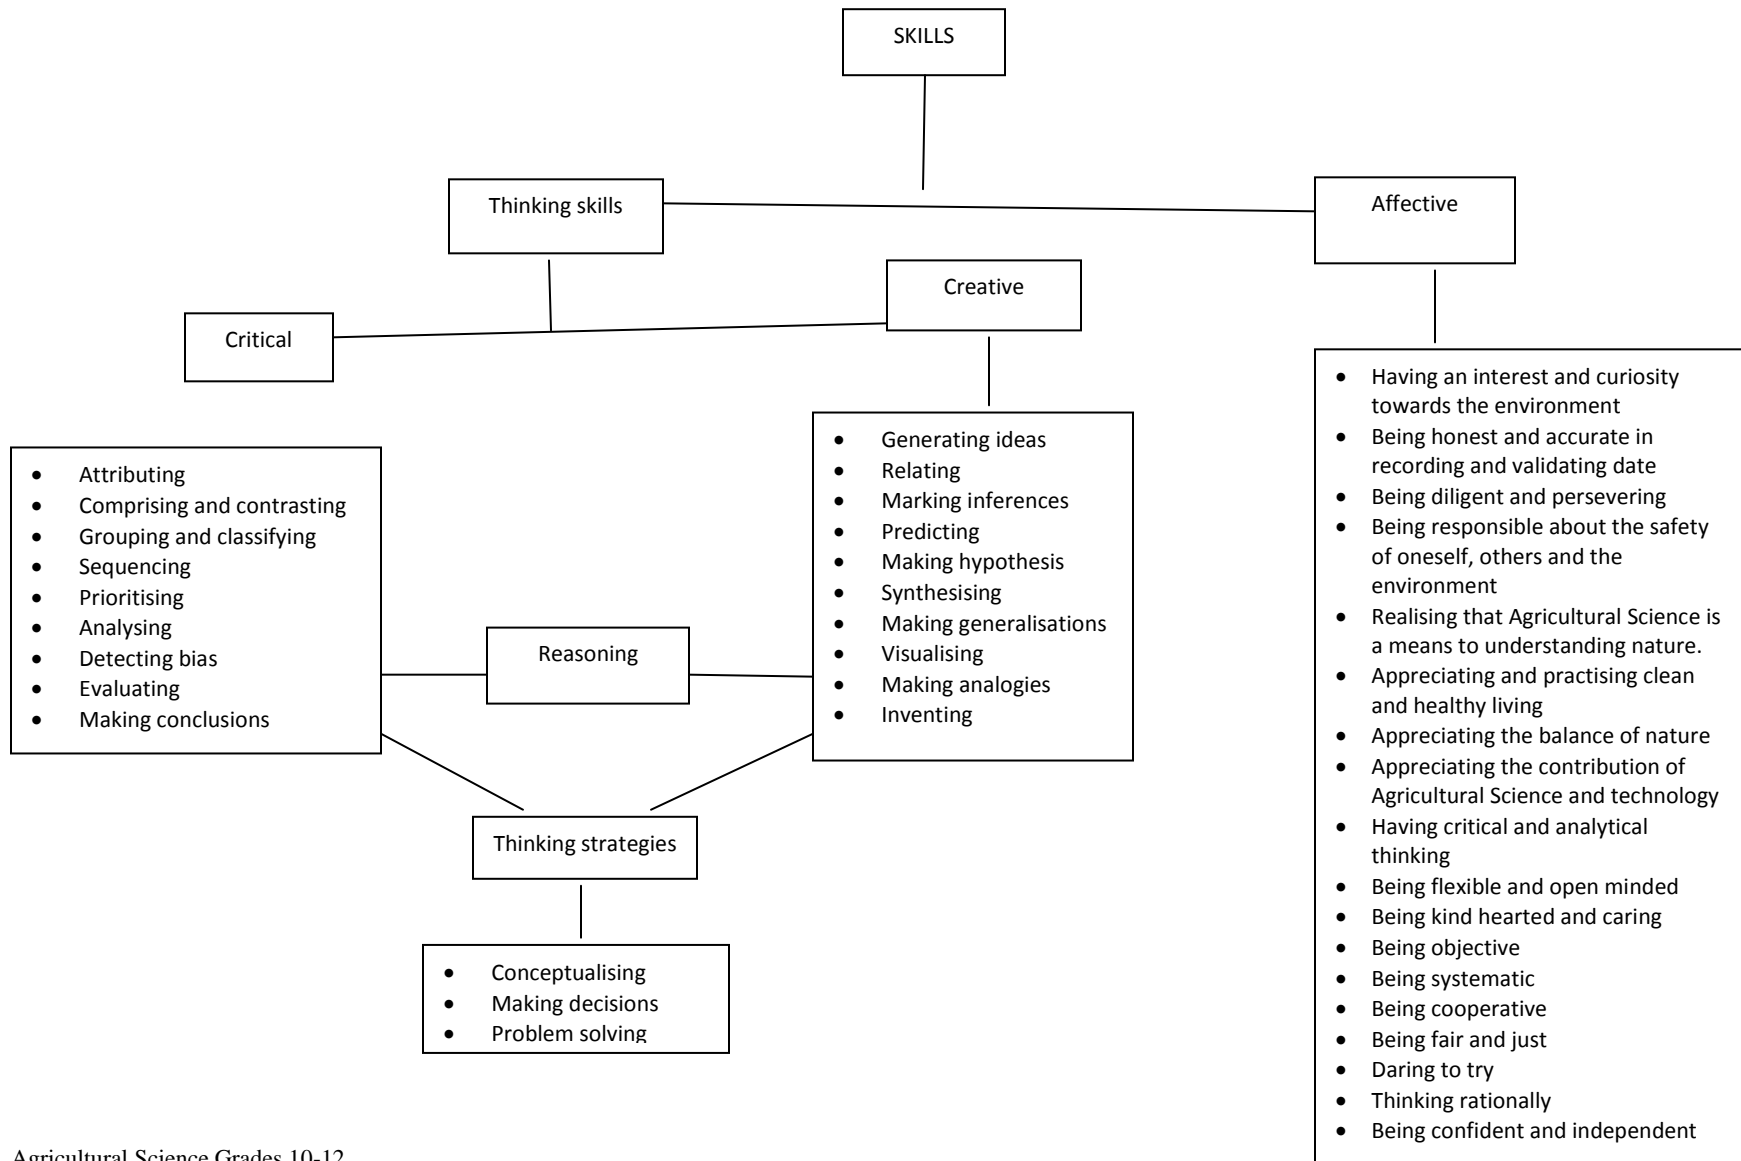 SKILLS
Thinking skills
Affective
Creative
Critical
• Attributing
• Comprising and contrasting
• Grouping and classifying
• Sequencing
• Prioritising
• Analysing
• Detecting bias
• Evaluating
• Making conclusions
Reasoning
• Generating ideas
• Relating
• Marking inferences
• Predicting
• Making hypothesis
• Synthesising
• Making generalisations
• Visualising
• Making analogies
• Inventing
Thinking strategies
• Conceptualising
• Making decisions
• Problem solving
• Having an interest and curiosity
towards the environment
• Being honest and accurate in
recording and validating date
• Being diligent and persevering
• Being responsible about the safety
of oneself, others and the
environment
• Realising that Agricultural Science is
a means to understanding nature.
• Appreciating and practising clean
and healthy living
• Appreciating the balance of nature
• Appreciating the contribution of
Agricultural Science and technology
• Having critical and analytical
thinking
• Being flexible and open minded
• Being kind hearted and caring
• Being objective
• Being systematic
• Being cooperative
• Being fair and just
• Daring to try
• Thinking rationally
• Being confident and independent
Agricultural Science Grades 10-12